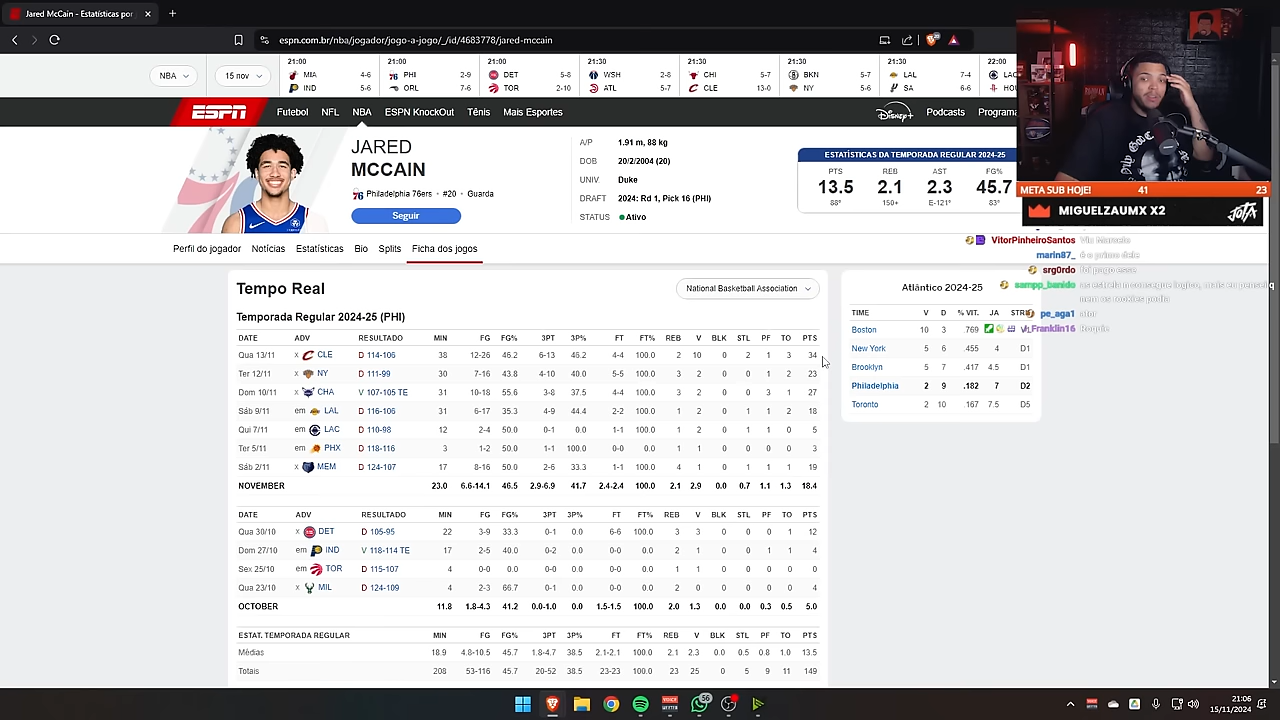 Jared McCain - Estatísticas por
espn.com.br/nba/jogador/jogo-a-jogo/_/id/4683778/jared-mccain
NBA
15 nov
21:00 21:00 21:00 21:30 21:30 21:30 21:30 22:00
MIA PHI WSH CHI BKN LAC
IND ORL 7-6 TOR 2-10 ATL 5-7 CLE NY 5-6 SA 6-6
ESPN Futebol NFL NBA ESPN KnockOut Tênis Mais Esportes Disney+ Podcasts
JARED
MCCAIN
Philadelphia 76ers • #20 • Guarda
Seguir
A/P 1.91 m, 88 kg
DOB 20/2/2004 (20)
UNIV. Duke
DRAFT 2024: Rd 1, Pick 16 (PHI)
STATUS Ativo
ESTATÍSTICAS DA TEMPORADA REGULAR 2024-25
PTS REB AST FG%
13.5 2.1 2.3 45.7
88° 150+ E-121° 83°
META SUB HOJE! 41 23
MIGUELZAUMX X2 JOTA
VitorPinheiroSantos
marin87_ é o primo dele
srg0rdo foi pago esse
sampp_banido
nem os rookies podia
pe_aga1 ator
Franklin16
Perfil do jogador Notícias Estatísticas Bio Splits Ficha dos jogos
Tempo Real
National Basketball Association
Temporada Regular 2024-25 (PHI)
DATE ADV RESULTADO MIN FG FG% 3PT 3P% FT FT% REB V BLK STL PF TO PTS
Qua 13/11 x CLE D 114-106 38 12-26 46.2 6-13 46.2 4-4 100.0 2 10 0 2 1 3 34
Ter 12/11 x NY D 111-99 30 7-16 43.8 4-10 40.0 5-5 100.0 3 2 0 0 1 2 23
Dom 10/11 x CHA V 107-105 TE 31 10-18 55.6 3-8 37.5 4-4 100.0 3 2 0 0 3 1 27
Sáb 9/11 em LAL D 116-106 31 6-17 35.3 4-9 44.4 2-2 100.0 1 2 0 1 1 2 18
Qui 7/11 em LAC D 110-98 12 2-4 50.0 0-1 0.0 1-1 100.0 1 2 0 1 1 0 5
Ter 5/11 em PHX D 118-116 3 1-2 50.0 1-1 100.0 0-0 0.0 1 0 0 0 0 0 3
Sáb 2/11 x MEM D 124-107 17 8-16 50.0 2-6 33.3 1-1 100.0 4 2 0 1 1 1 19
NOVEMBER 23.0 6.6-14.1 46.5 2.9-6.9 41.7 2.4-2.4 100.0 2.1 2.9 0.0 0.7 1.1 1.3 18.4
DATE ADV RESULTADO MIN FG FG% 3PT 3P% FT FT% REB V BLK STL PF TO PTS
Qua 30/10 x DET D 105-95 22 3-9 33.3 0-1 0.0 6-6 100.0 3 3 0 0 0 1 12
Dom 27/10 em IND V 118-114 TE 17 2-5 40.0 0-2 0.0 0-0 0.0 2 1 0 0 1 1 4
Sex 25/10 em TOR D 115-107 4 0-0 0.0 0-0 0.0 0-0 0.0 1 1 0 0 0 0 0
Qua 23/10 x MIL D 124-109 4 2-3 66.7 0-1 0.0 0-0 0.0 2 0 0 0 0 0 4
OCTOBER 11.8 1.8-4.3 41.2 0.0-1.0 0.0 1.5-1.5 100.0 2.0 1.3 0.0 0.0 0.3 0.5 5.0
ESTAT. TEMPORADA REGULAR MIN FG FG% 3PT 3P% FT FT% REB V BLK STL PF TO PTS
Médias 18.9 4.8-10.5 45.7 1.8-4.7 38.5 2.1-2.1 100.0 2.1 2.3 0.0 0.5 0.8 1.0 13.5
Totais 208 53-116 45.7 20-52 38.5 23-23 100.0 23 25 0 5 9 11 149
Atlântico 2024-25
TIME V D % VIT. JA
Boston 10 3 .769
New York 5 6 .455 4 D1
Brooklyn 5 7 .417 4.5 D1
Philadelphia 2 9 .182 7 D2
Toronto 2 10 .167 7.5 D5
56
21:06
15/11/2024